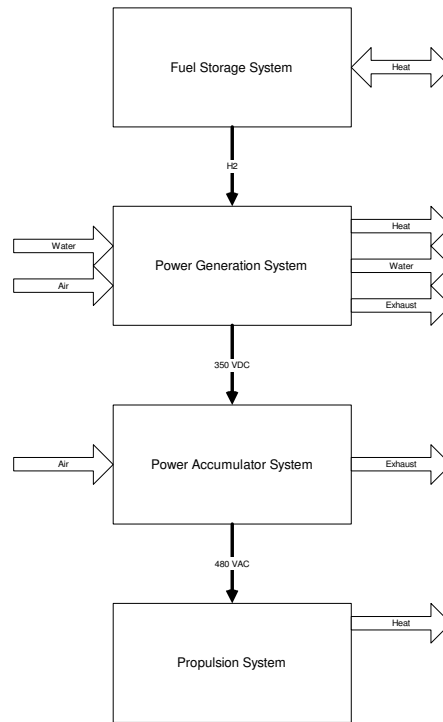 Fuel Storage System
Heat
H2
Heat
Water
Power Generation System
Water
Air
Exhaust
350 VDC
Air
Power Accumulator System
Exhaust
480 VAC
Heat
Propulsion System